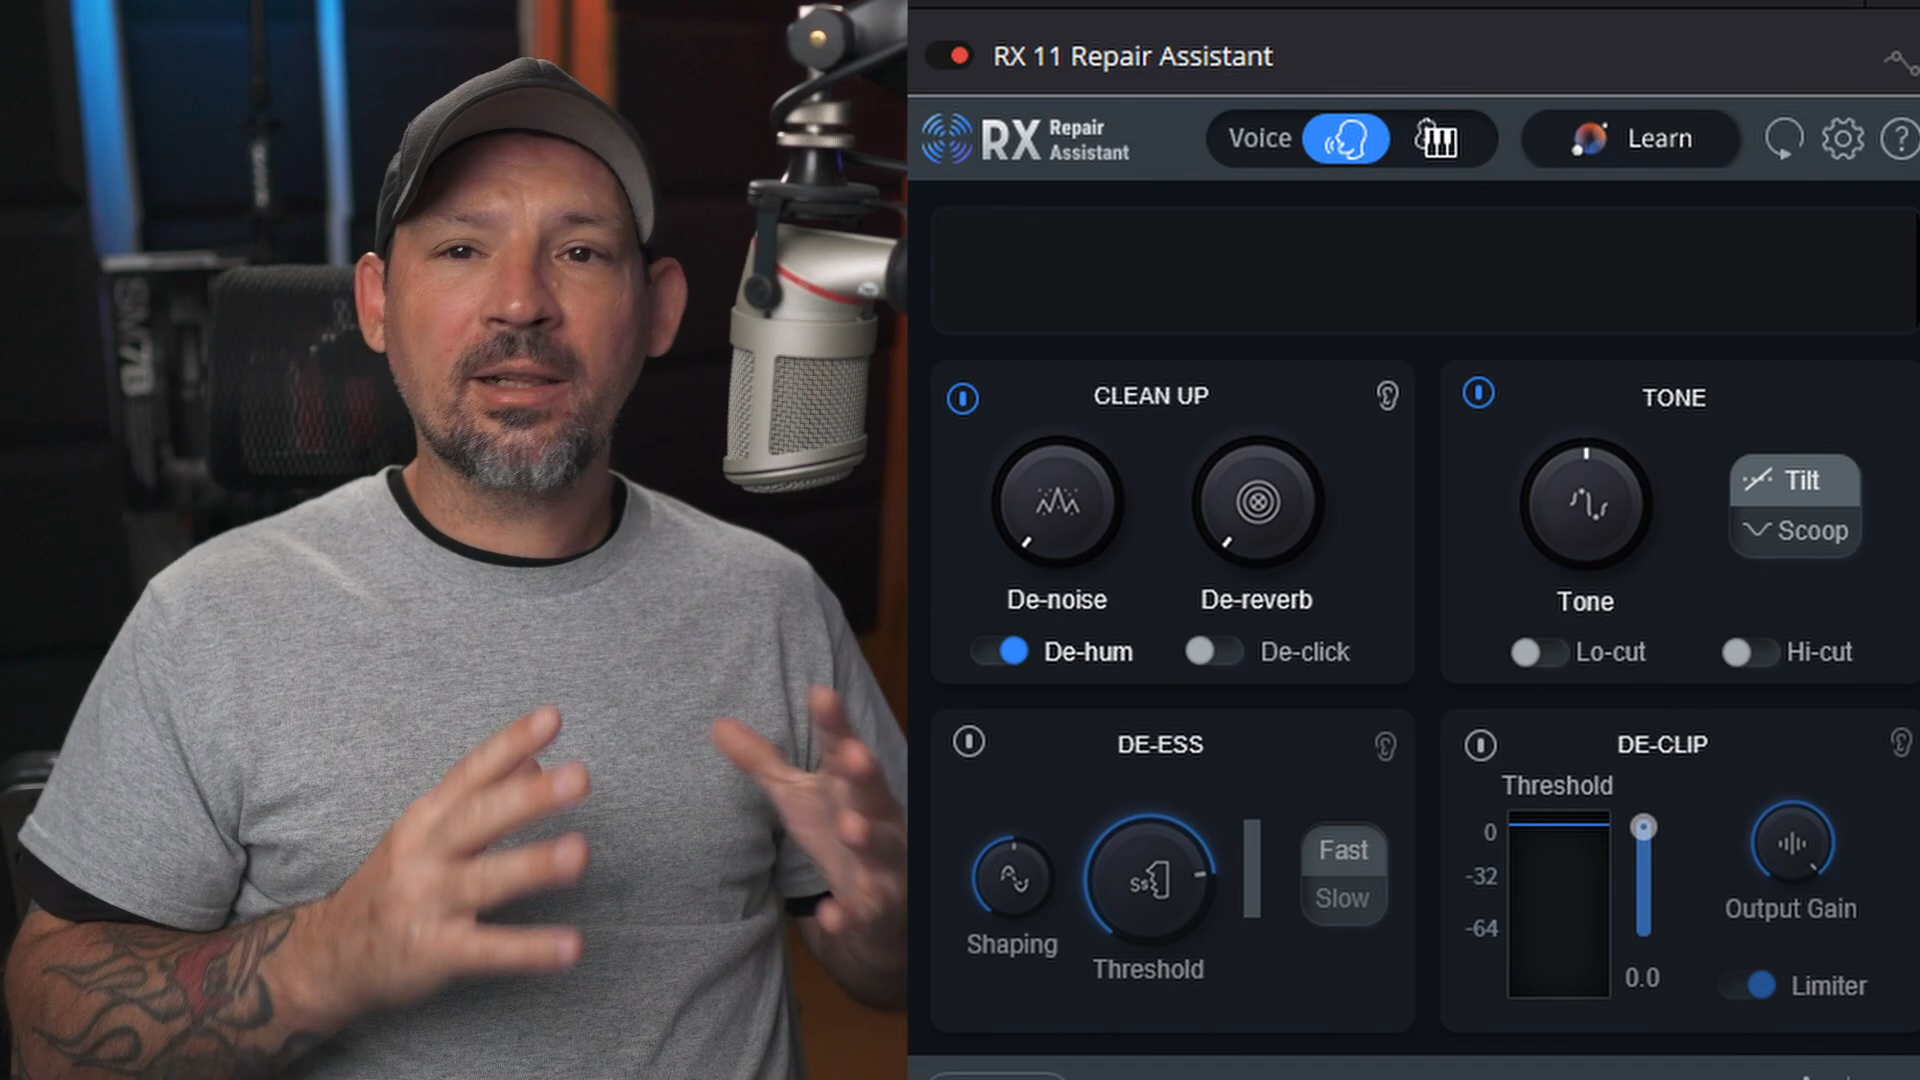 SM7B
RX 11 Repair Assistant
RX Repair Assistant
Voice
Learn
?
CLEAN UP
De-noise
De-reverb
De-hum
De-click
TONE
Tilt
Scoop
Tone
Lo-cut
Hi-cut
DE-ESS
Ss
Fast
Slow
Shaping
Threshold
DE-CLIP
Threshold
0
-32
-64
0.0
Output Gain
Limiter